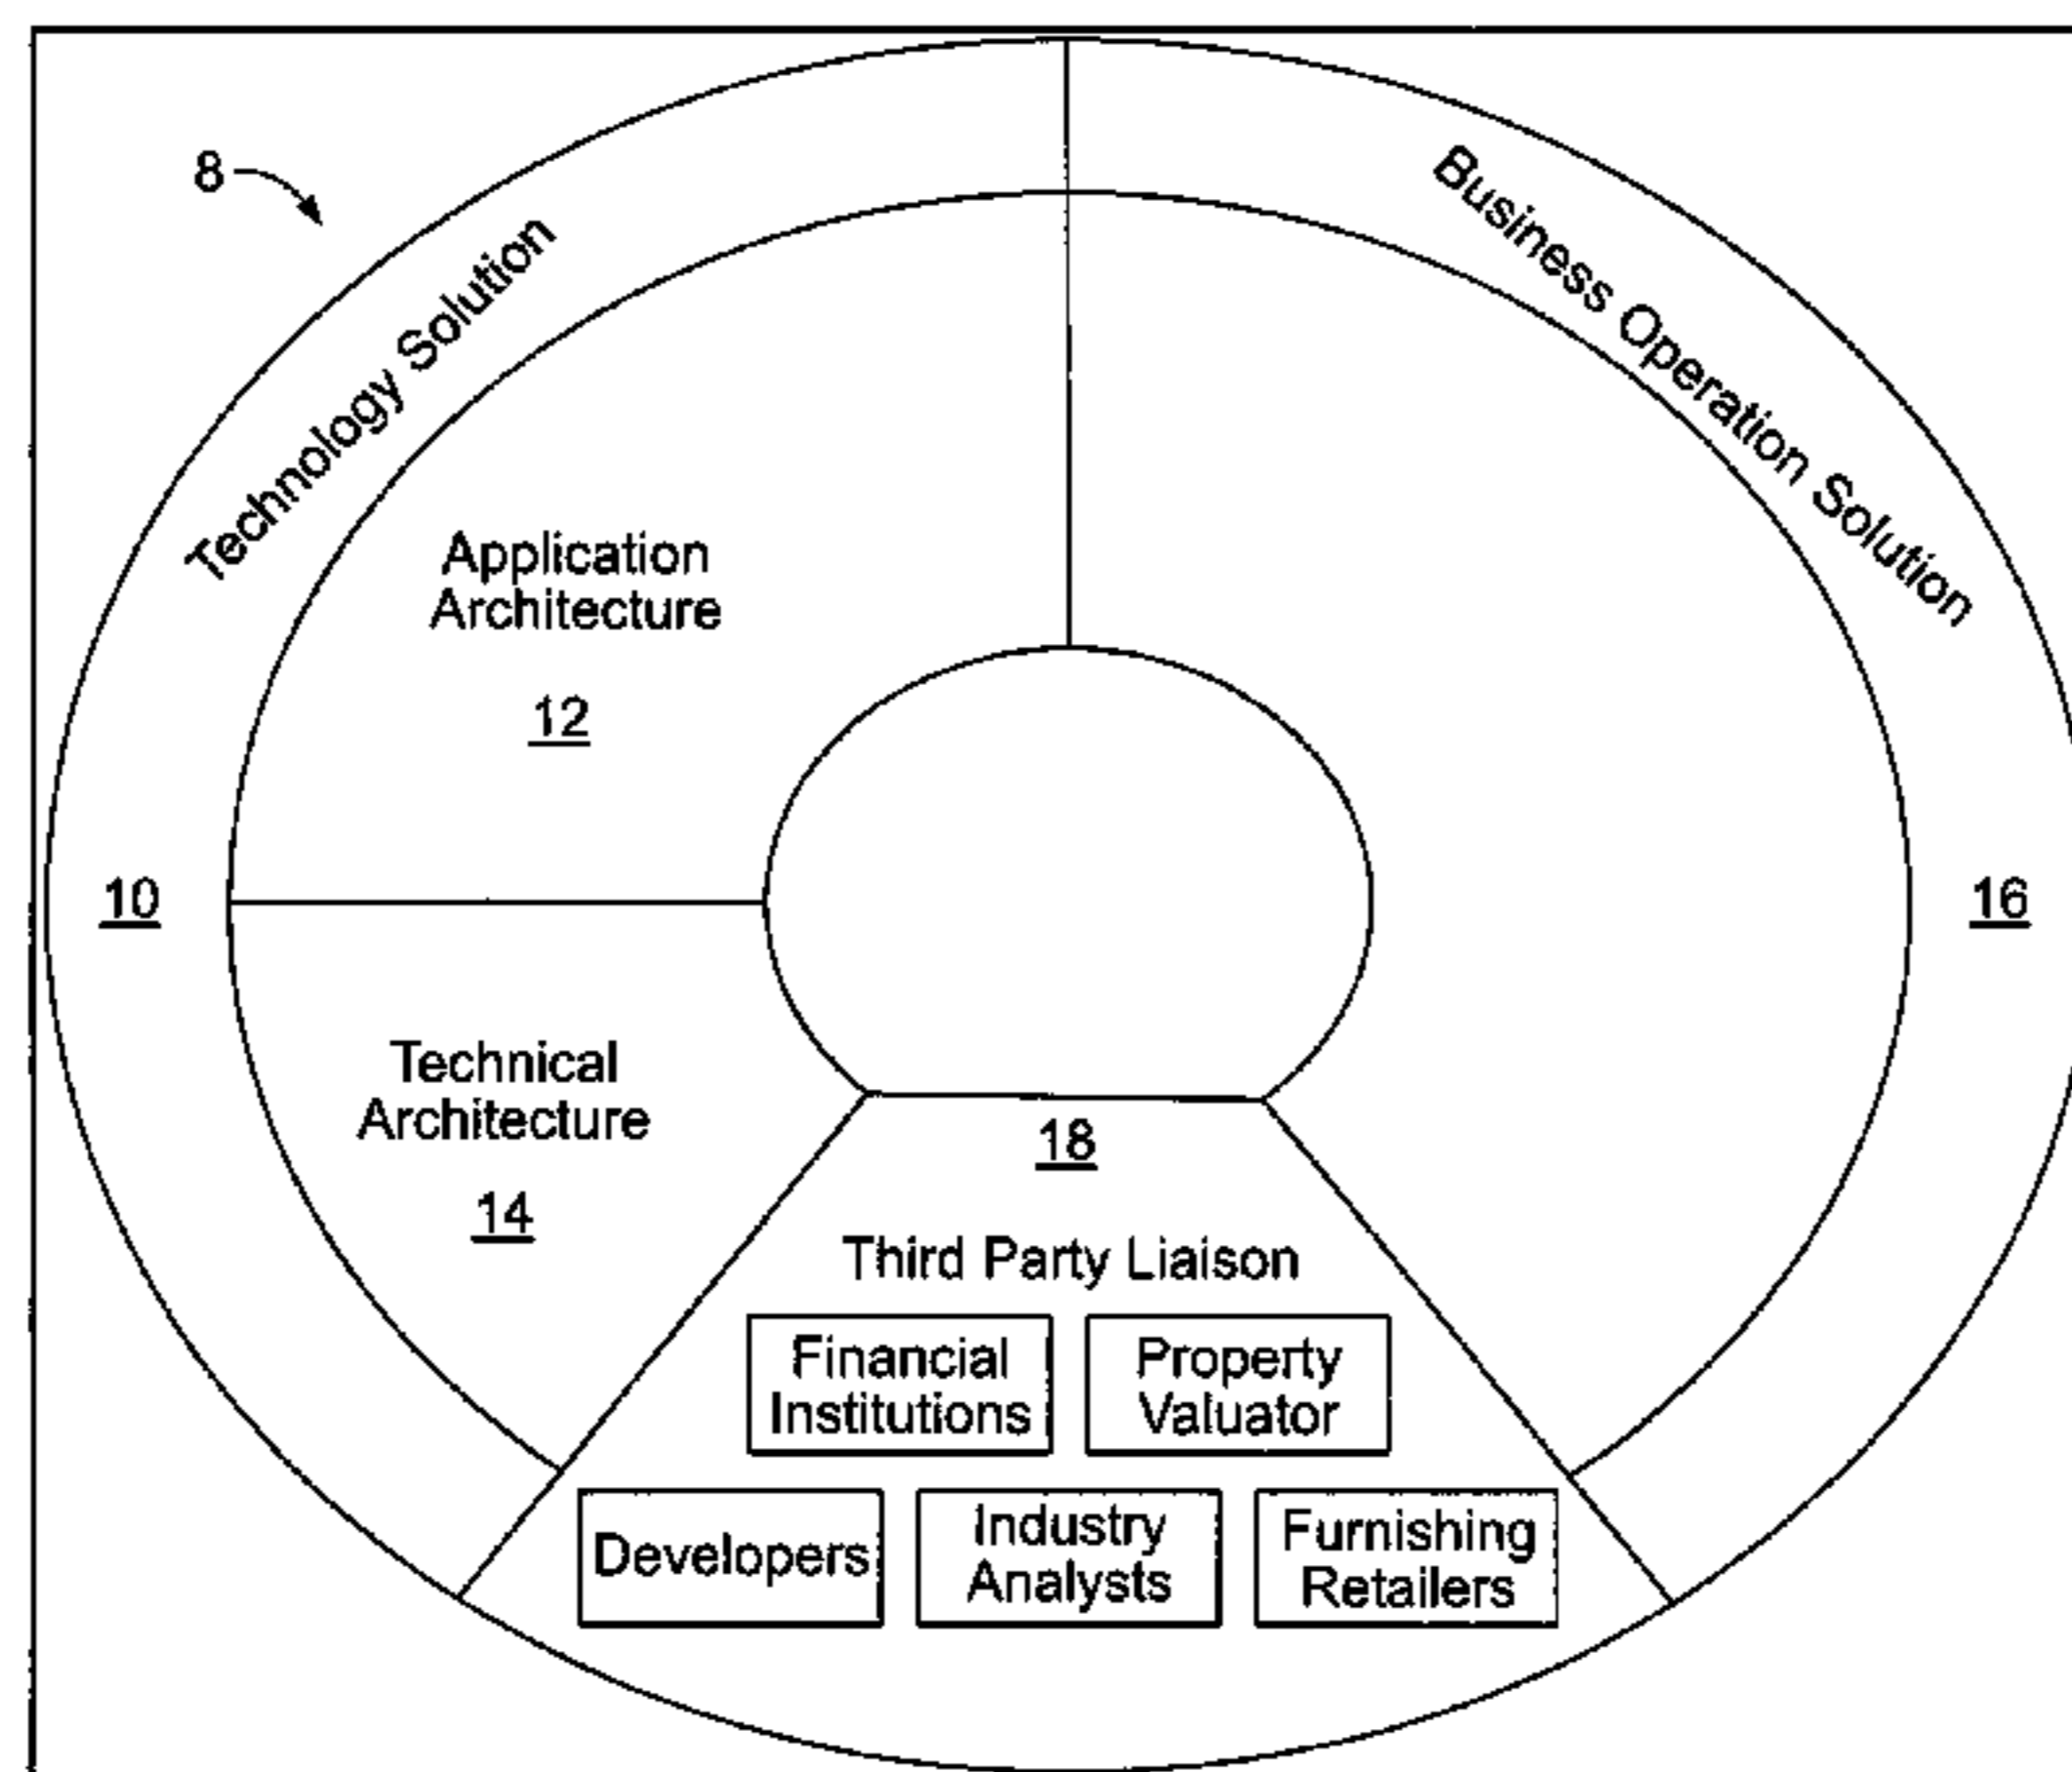 8
Technology Solution
Business Operation Solution
Application
Architecture
12
10
16
Technical
Architecture
14
18
Third Party Liaison
Financial
Institutions
Property
Valuator
Developers
Industry
Analysts
Furnishing
Retailers